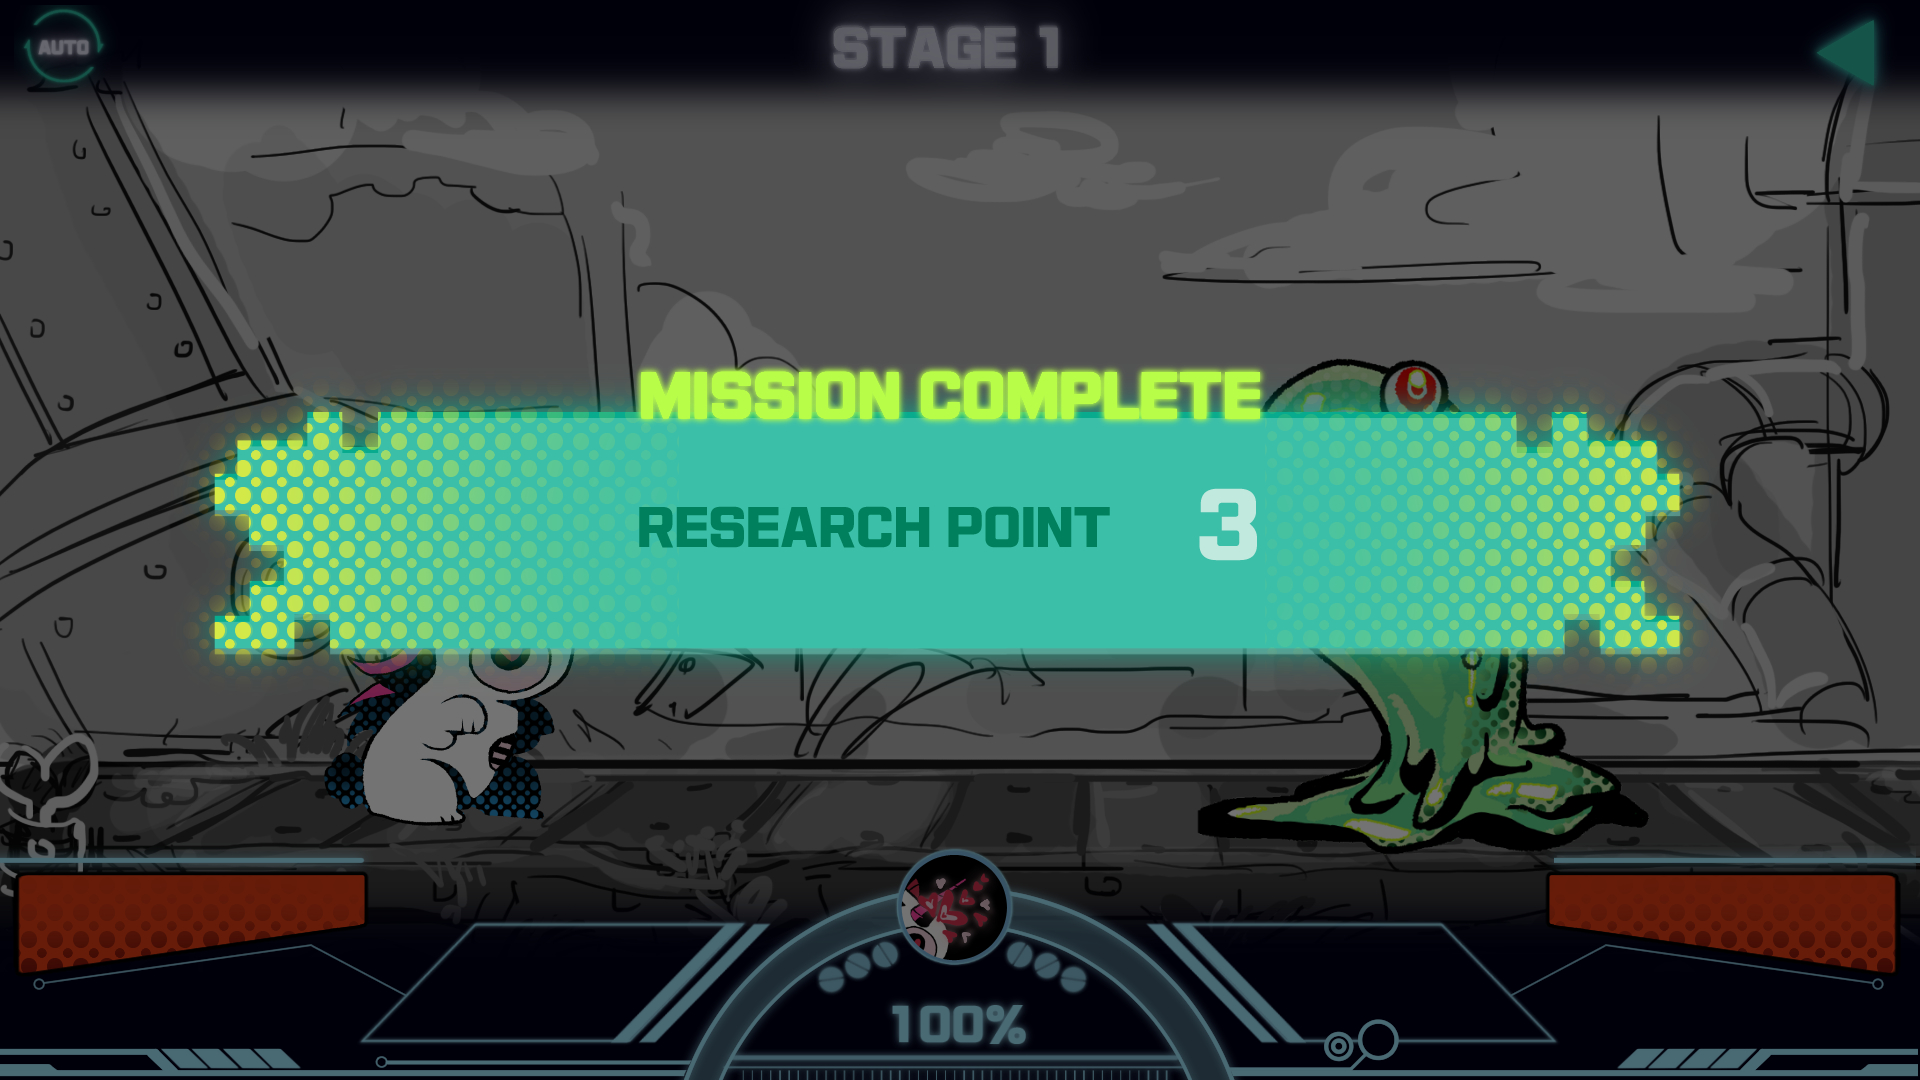 AUTO
STAGE 1
MISSION COMPLETE
RESEARCH POINT 3
100%